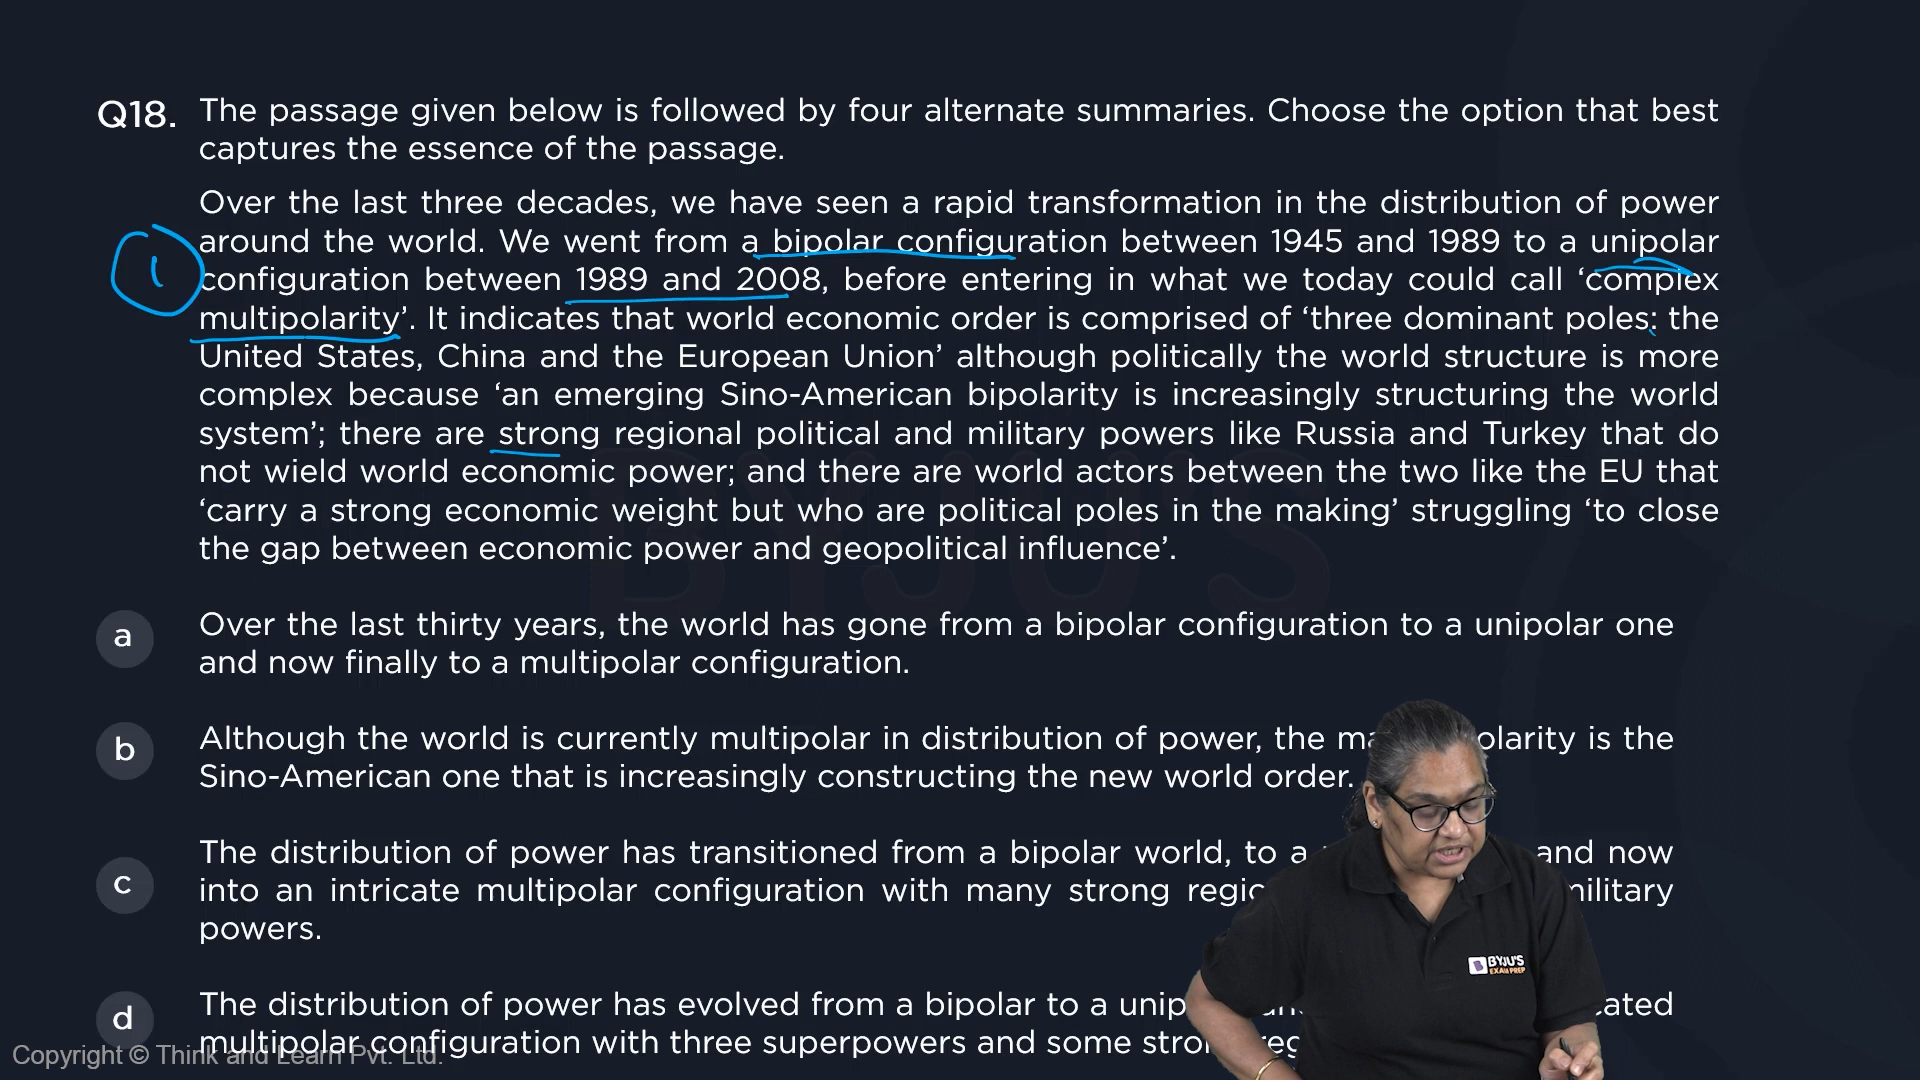 Q18. The passage given below is followed by four alternate summaries. Choose the option that best
captures the essence of the passage.
Over the last three decades, we have seen a rapid transformation in the distribution of power
around the world. We went from a bipolar configuration between 1945 and 1989 to a unipolar
1
configuration between 1989 and 2008, before entering in what we today could call ‘complex
multipolarity’. It indicates that world economic order is comprised of ‘three dominant poles: the
United States, China and the European Union’ although politically the world structure is more
complex because ‘an emerging Sino-American bipolarity is increasingly structuring the world
system’; there are strong regional political and military powers like Russia and Turkey that do
not wield world economic power; and there are world actors between the two like the EU that
‘carry a strong economic weight but who are political poles in the making’ struggling ‘to close
the gap between economic power and geopolitical influence’.
a Over the last thirty years, the world has gone from a bipolar configuration to a unipolar one
and now finally to a multipolar configuration.
b Although the world is currently multipolar in distribution of power, the is the
Sino-American one that is increasingly constructing the new world order.
c The distribution of power has transitioned from a bipolar world, to a and now
into an intricate multipolar configuration with many strong
powers.
d The distribution of power has evolved from a bipolar to a
multipolar configuration with three superpowers and some
Copyright © Think and Learn Pvt. Ltd.
BYJU'S
EXAM PREP